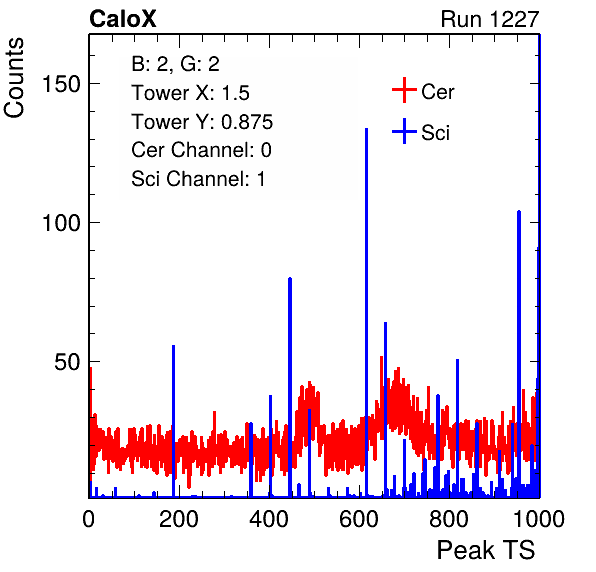 CaloX Run 1227
Counts
B: 2, G: 2
Tower X: 1.5
Tower Y: 0.875
Cer Channel: 0
Sci Channel: 1
Cer
Sci
150
100
50
0 200 400 600 800 1000
Peak TS